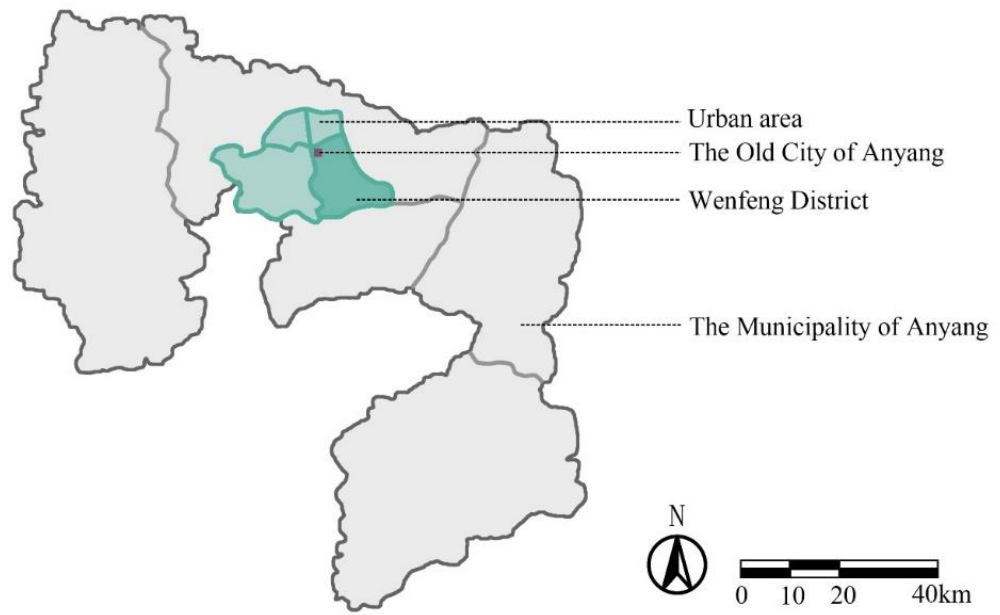 Urban area
The Old City of Anyang
Wenfeng District
The Municipality of Anyang
N
0 10 20 40km